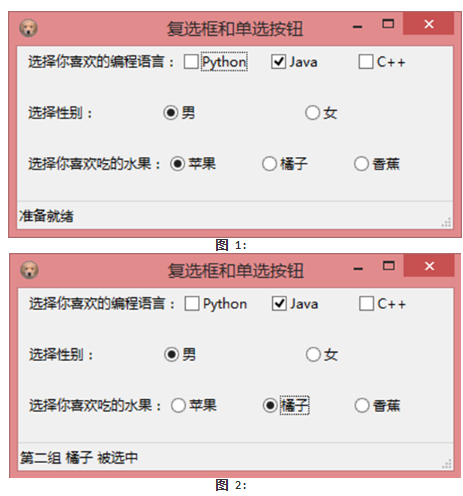 复选框和单选按钮
选择你喜欢的编程语言： Python Java C++
选择性别： 男 女
选择你喜欢吃的水果： 苹果 橘子 香蕉
准备就绪
图 1:
复选框和单选按钮
选择你喜欢的编程语言： Python Java C++
选择性别： 男 女
选择你喜欢吃的水果： 苹果 橘子 香蕉
第二组 橘子 被选中
图 2: